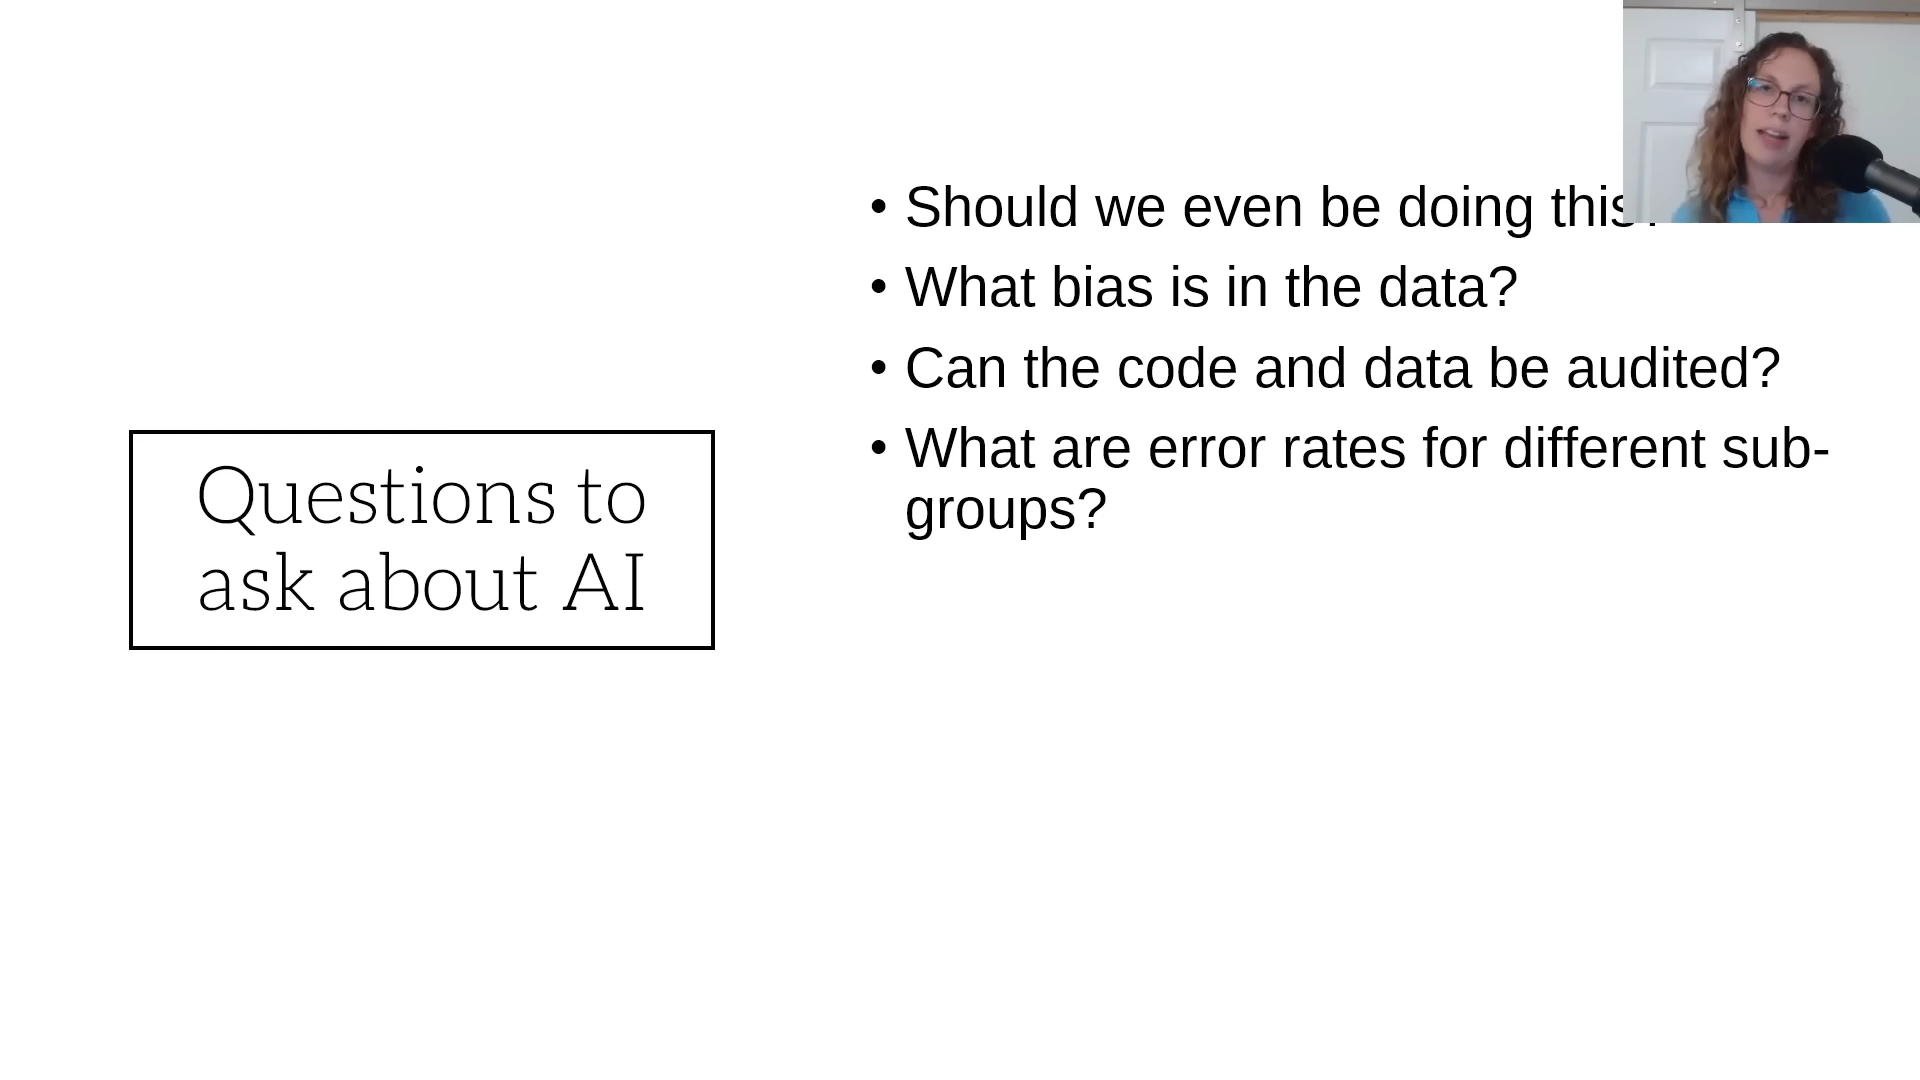 Questions to
ask about AI
• Should we even be doing this?
• What bias is in the data?
• Can the code and data be audited?
• What are error rates for different sub-
groups?